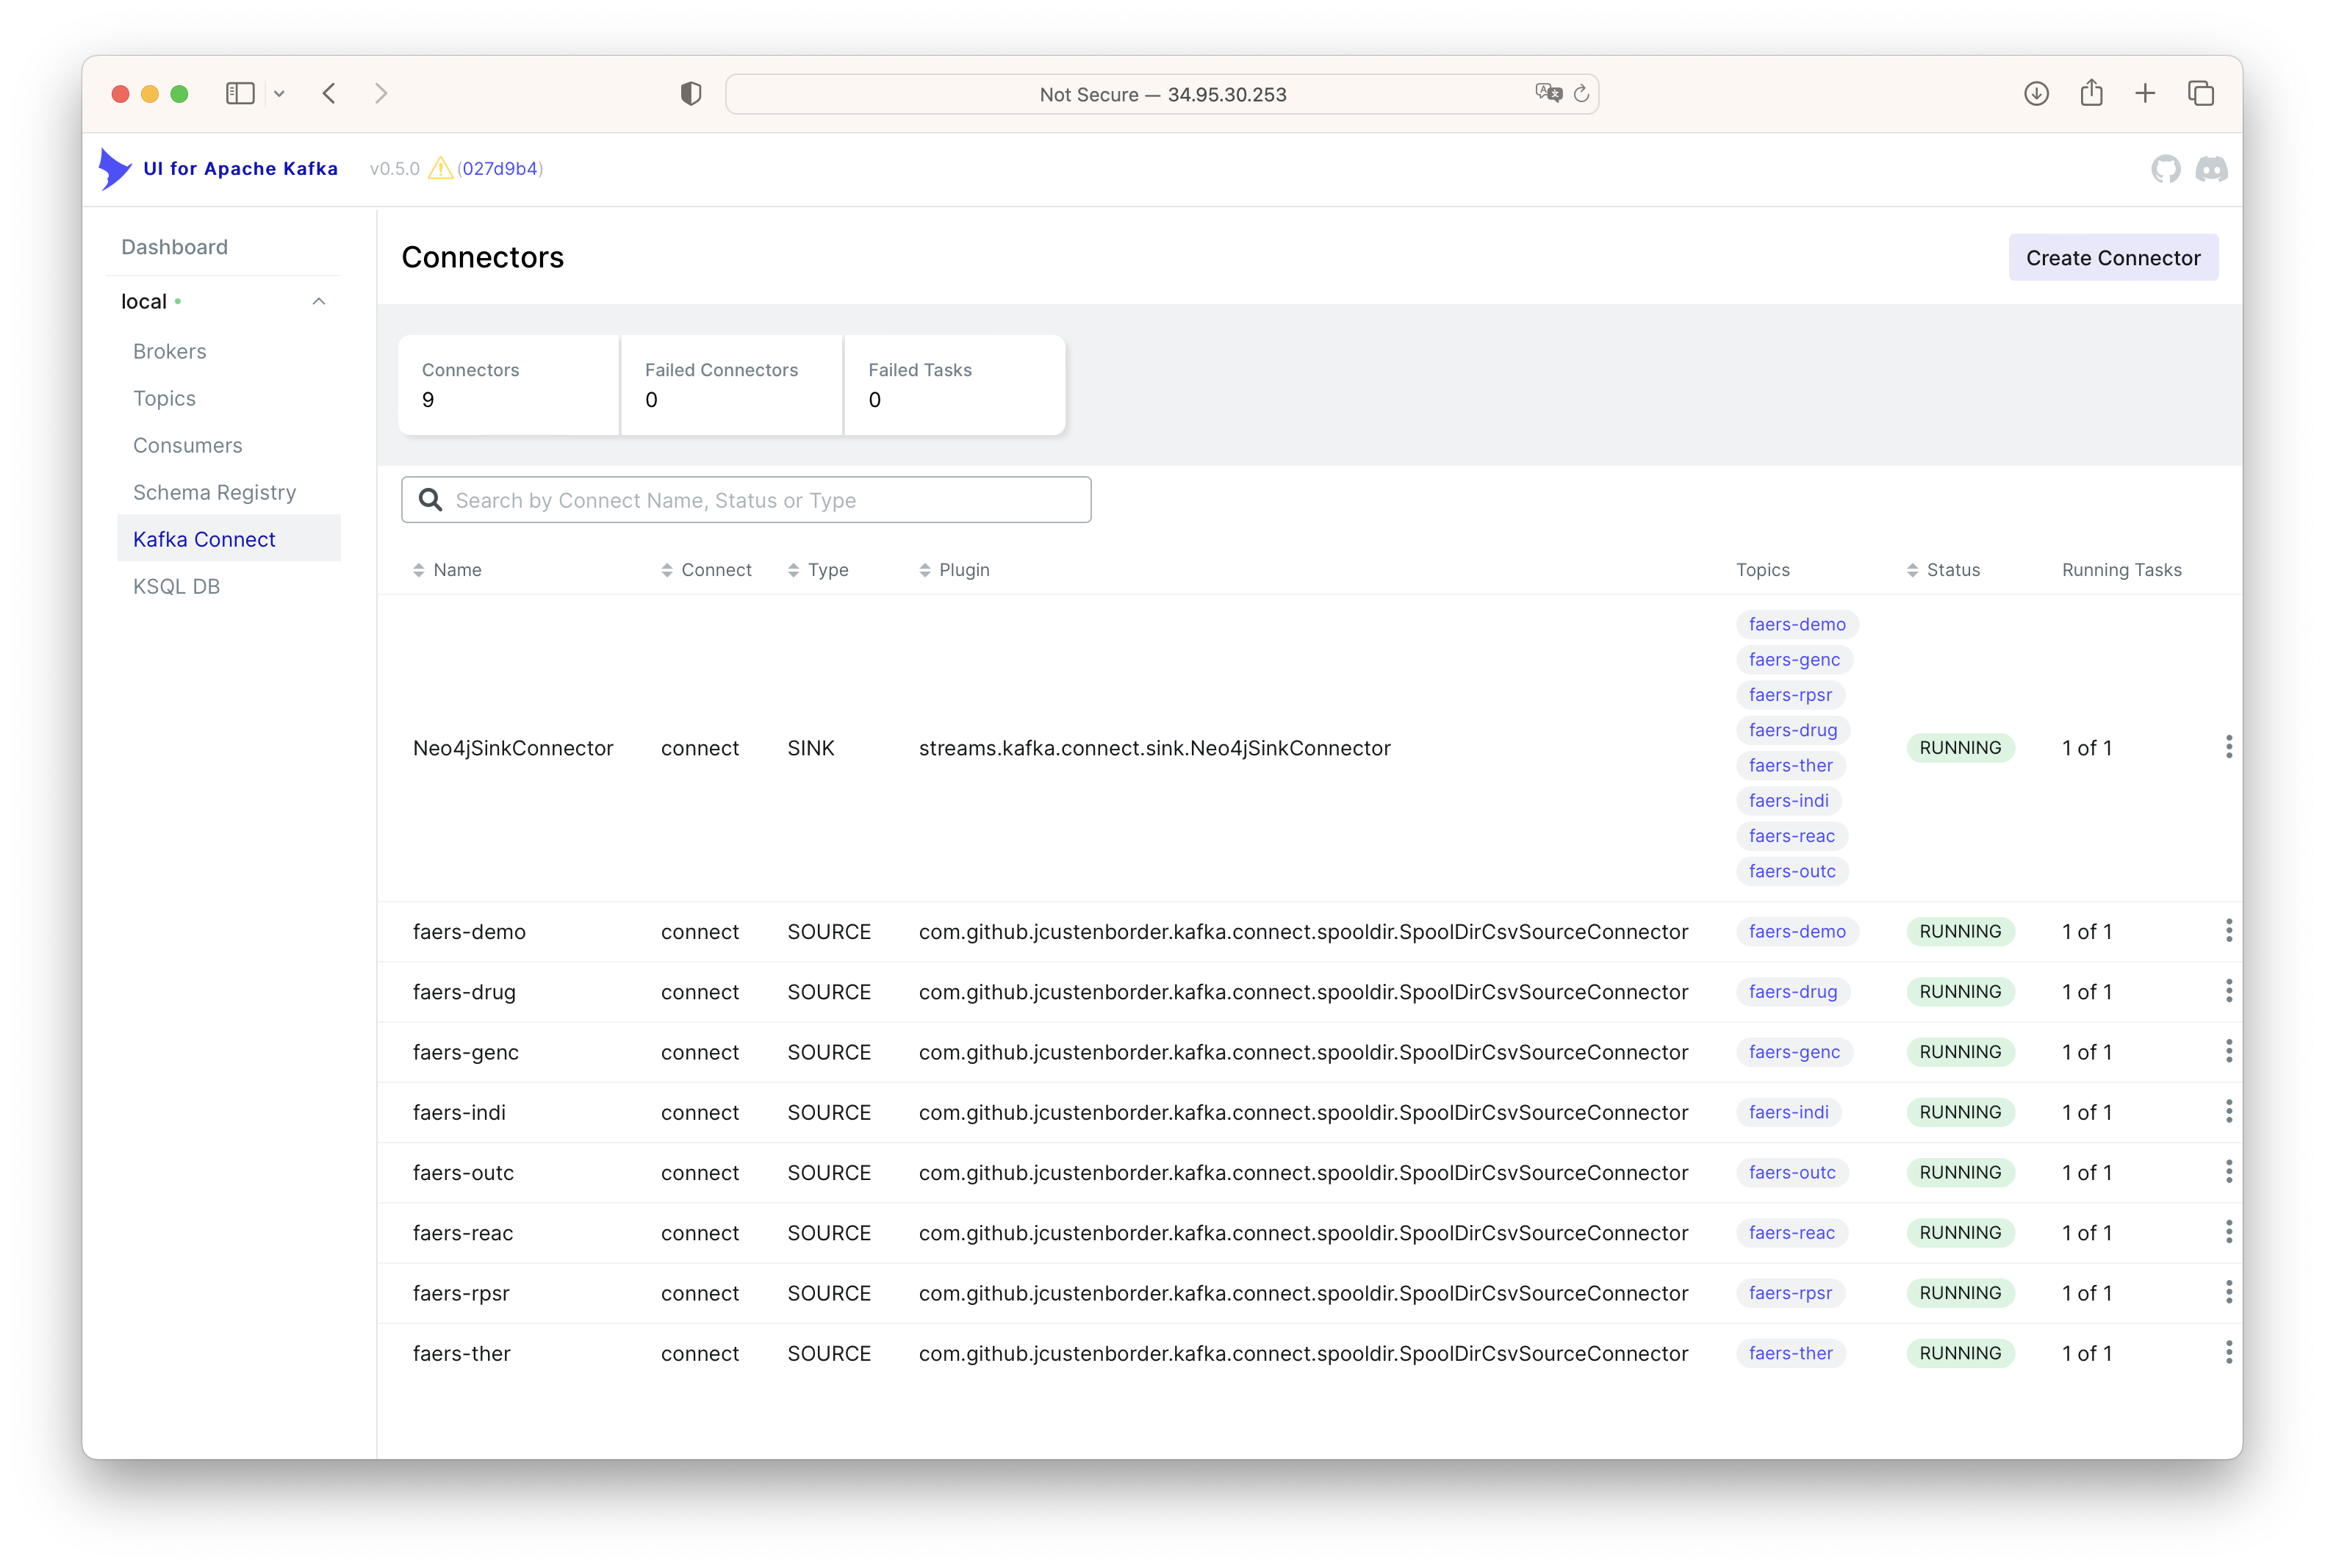 Not Secure — 34.95.30.253
UI for Apache Kafka v0.5.0 (027d9b4)
Dashboard
local
Brokers
Topics
Consumers
Schema Registry
Kafka Connect
KSQL DB
Connectors
Create Connector
Connectors
9
Failed Connectors
0
Failed Tasks
0
Search by Connect Name, Status or Type
Name Connect Type Plugin Topics Status Running Tasks
Neo4jSinkConnector connect SINK streams.kafka.connect.sink.Neo4jSinkConnector
faers-demo
faers-genc
faers-rpsr
faers-drug
faers-ther
faers-indi
faers-reac
faers-outc
RUNNING 1 of 1
faers-demo connect SOURCE com.github.jcustenborder.kafka.connect.spooldir.SpoolDirCsvSourceConnector faers-demo RUNNING 1 of 1
faers-drug connect SOURCE com.github.jcustenborder.kafka.connect.spooldir.SpoolDirCsvSourceConnector faers-drug RUNNING 1 of 1
faers-genc connect SOURCE com.github.jcustenborder.kafka.connect.spooldir.SpoolDirCsvSourceConnector faers-genc RUNNING 1 of 1
faers-indi connect SOURCE com.github.jcustenborder.kafka.connect.spooldir.SpoolDirCsvSourceConnector faers-indi RUNNING 1 of 1
faers-outc connect SOURCE com.github.jcustenborder.kafka.connect.spooldir.SpoolDirCsvSourceConnector faers-outc RUNNING 1 of 1
faers-reac connect SOURCE com.github.jcustenborder.kafka.connect.spooldir.SpoolDirCsvSourceConnector faers-reac RUNNING 1 of 1
faers-rpsr connect SOURCE com.github.jcustenborder.kafka.connect.spooldir.SpoolDirCsvSourceConnector faers-rpsr RUNNING 1 of 1
faers-ther connect SOURCE com.github.jcustenborder.kafka.connect.spooldir.SpoolDirCsvSourceConnector faers-ther RUNNING 1 of 1